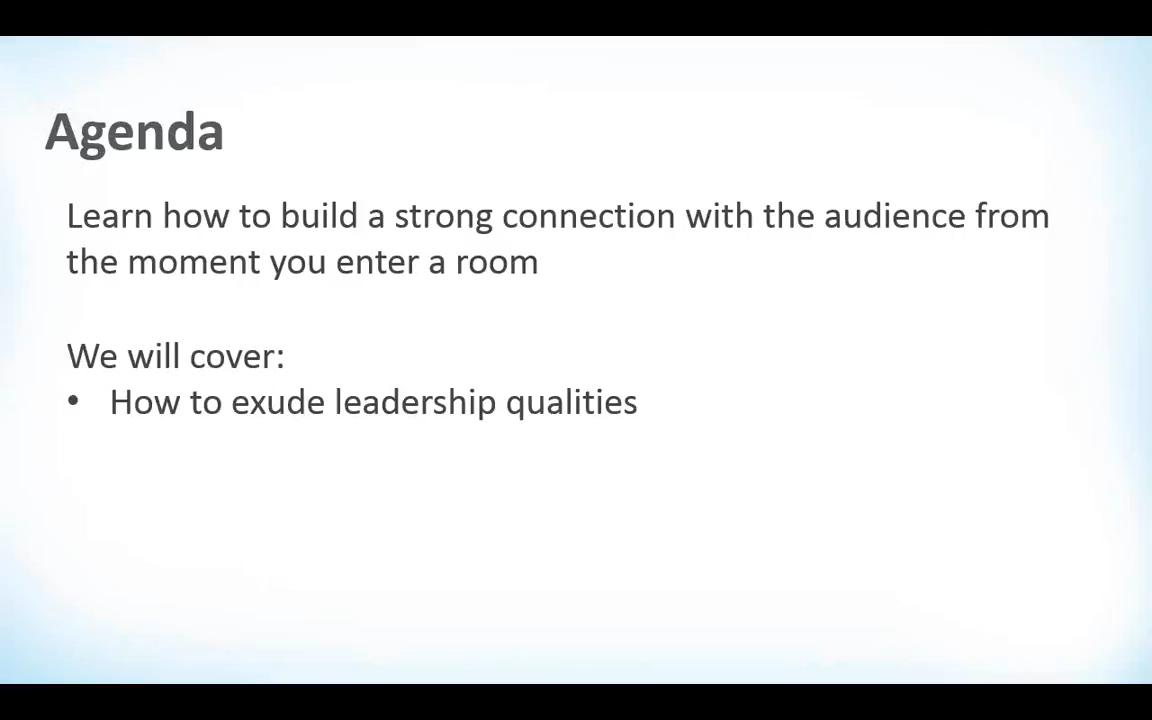 Agenda
Learn how to build a strong connection with the audience from
the moment you enter a room
We will cover:
• How to exude leadership qualities